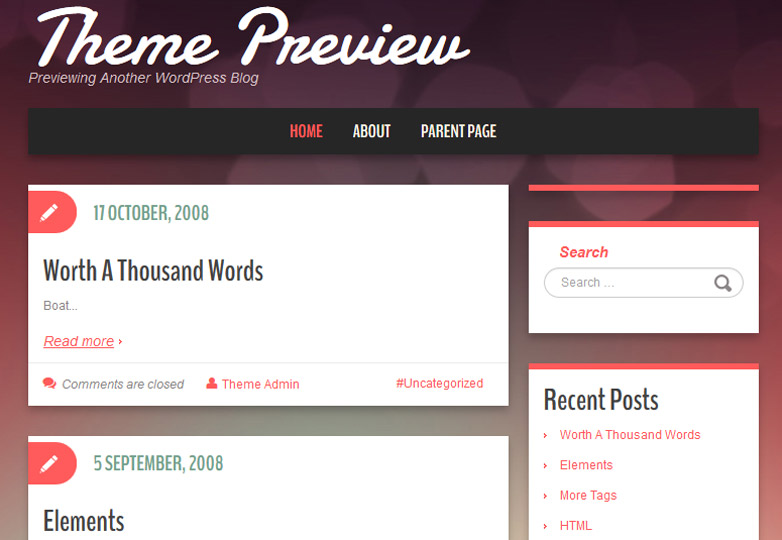 Theme Preview
Previewing Another WordPress Blog
HOME ABOUT PARENT PAGE
17 OCTOBER, 2008
Worth A Thousand Words
Boat...
Read more
Comments are closed Theme Admin #Uncategorized
5 SEPTEMBER, 2008
Elements
Search
Search ...
Recent Posts
Worth A Thousand Words
Elements
More Tags
HTML